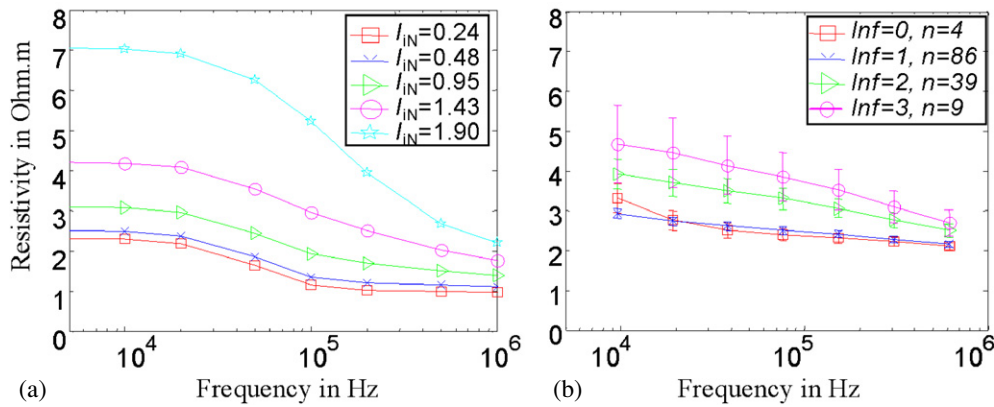 Resistivity in Ohm.m
8
7
6
5
4
3
2
1
0
I_iN=0.24
I_iN=0.48
I_iN=0.95
I_iN=1.43
I_iN=1.90
10^4
10^5
10^6
Frequency in Hz
(a)
8
7
6
5
4
3
2
1
0
Inf=0, n=4
Inf=1, n=86
Inf=2, n=39
Inf=3, n=9
10^4
10^5
10^6
Frequency in Hz
(b)